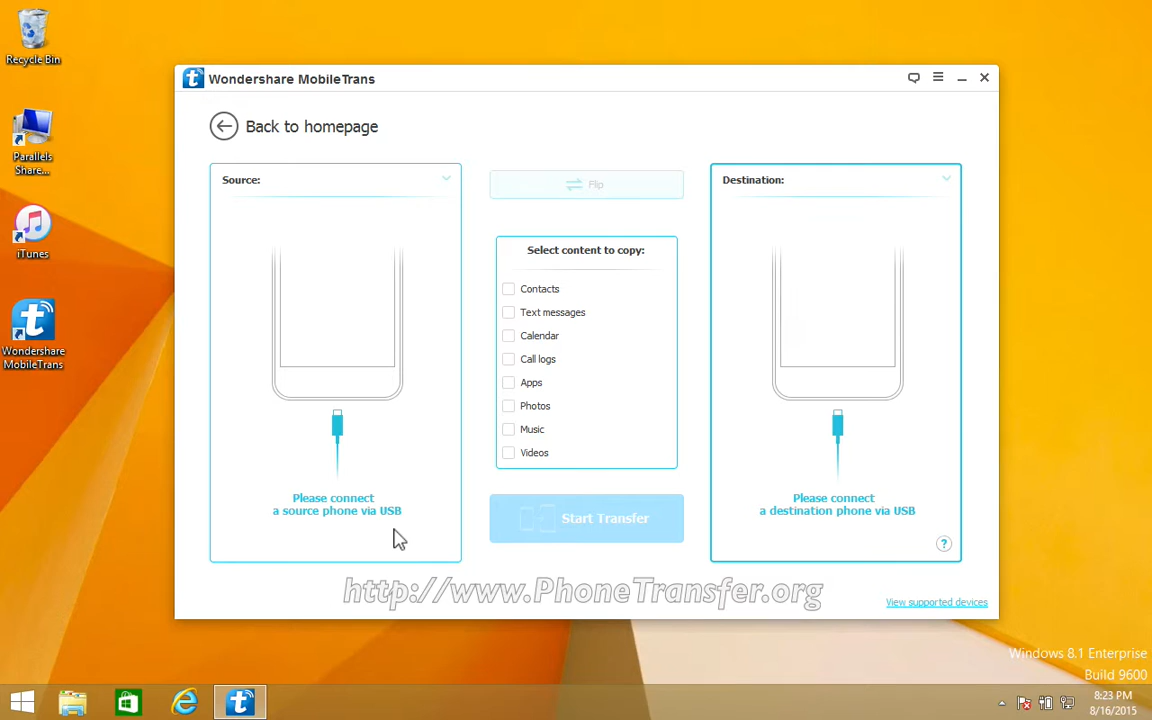 Recycle Bin
Parallels
Share...
iTunes
Wondershare
MobileTrans
Wondershare MobileTrans
Back to homepage
Source:
Please connect
a source phone via USB
Flip
Select content to copy:
Contacts
Text messages
Calendar
Call logs
Apps
Photos
Music
Videos
Start Transfer
Destination:
Please connect
a destination phone via USB
?
http://www.PhoneTransfer.org
View supported devices
Windows 8.1 Enterprise
Build 9600
8:23 PM
8/16/2015